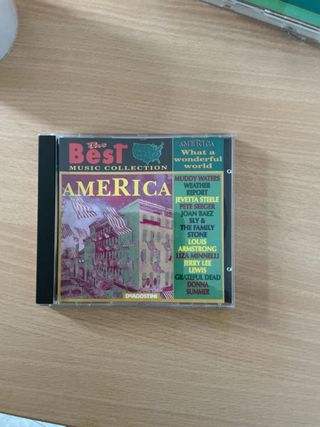 The
BEST
MUSIC COLLECTION
AMERICA
What a
wonderful
world
AMERICA
MUDDY WATERS
WEATHER
REPORT
JEVETTA STEELE
PETE SEEGER
JOAN BAEZ
SLY &
THE FAMILY
STONE
LOUIS
ARMSTRONG
LIZA MINNELLI
JERRY LEE
LEWIS
GRATEFUL DEAD
DONNA
SUMMER
DeAGOSTINI